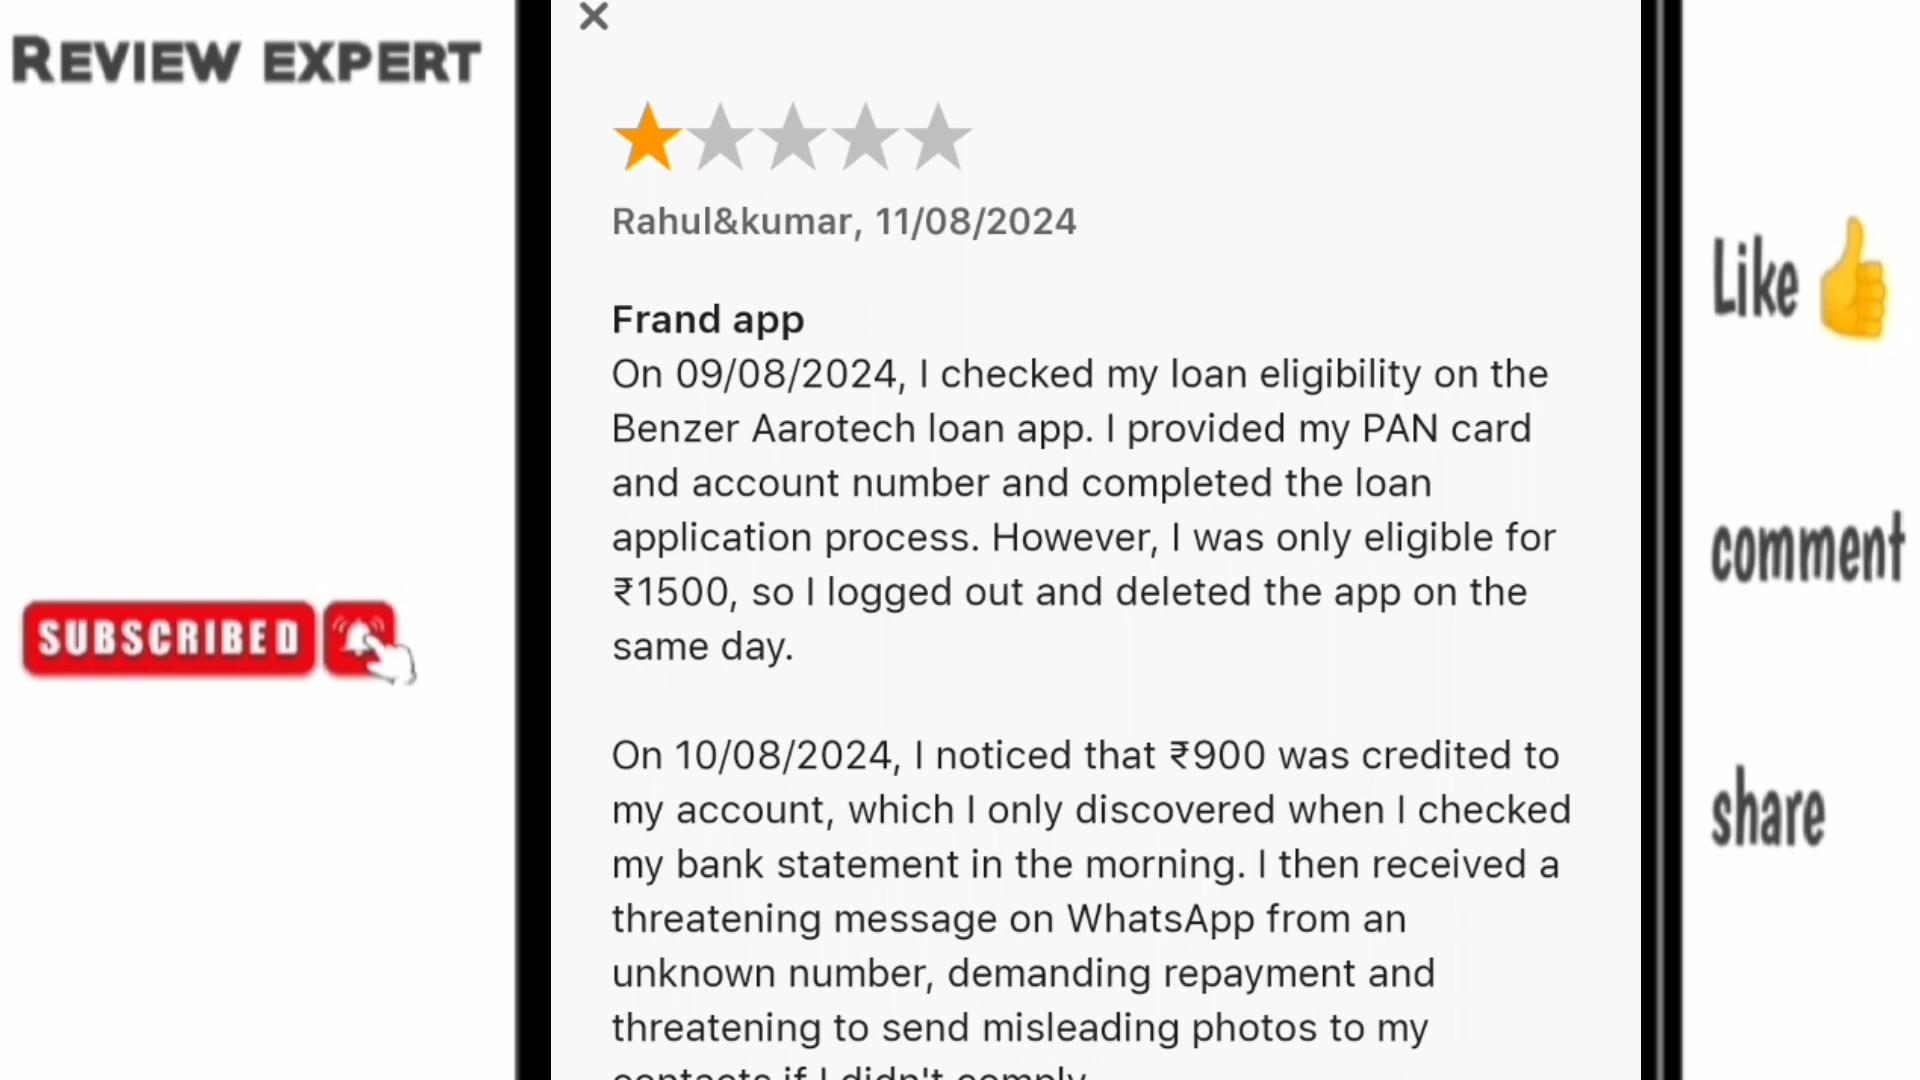 REVIEW EXPERT
SUBSCRIBED
Rahul&kumar, 11/08/2024
Frand app
On 09/08/2024, I checked my loan eligibility on the
Benzer Aarotech loan app. I provided my PAN card
and account number and completed the loan
application process. However, I was only eligible for
₹1500, so I logged out and deleted the app on the
same day.
On 10/08/2024, I noticed that ₹900 was credited to
my account, which I only discovered when I checked
my bank statement in the morning. I then received a
threatening message on WhatsApp from an
unknown number, demanding repayment and
threatening to send misleading photos to my
contacts if I didn't comply.
Like
comment
share